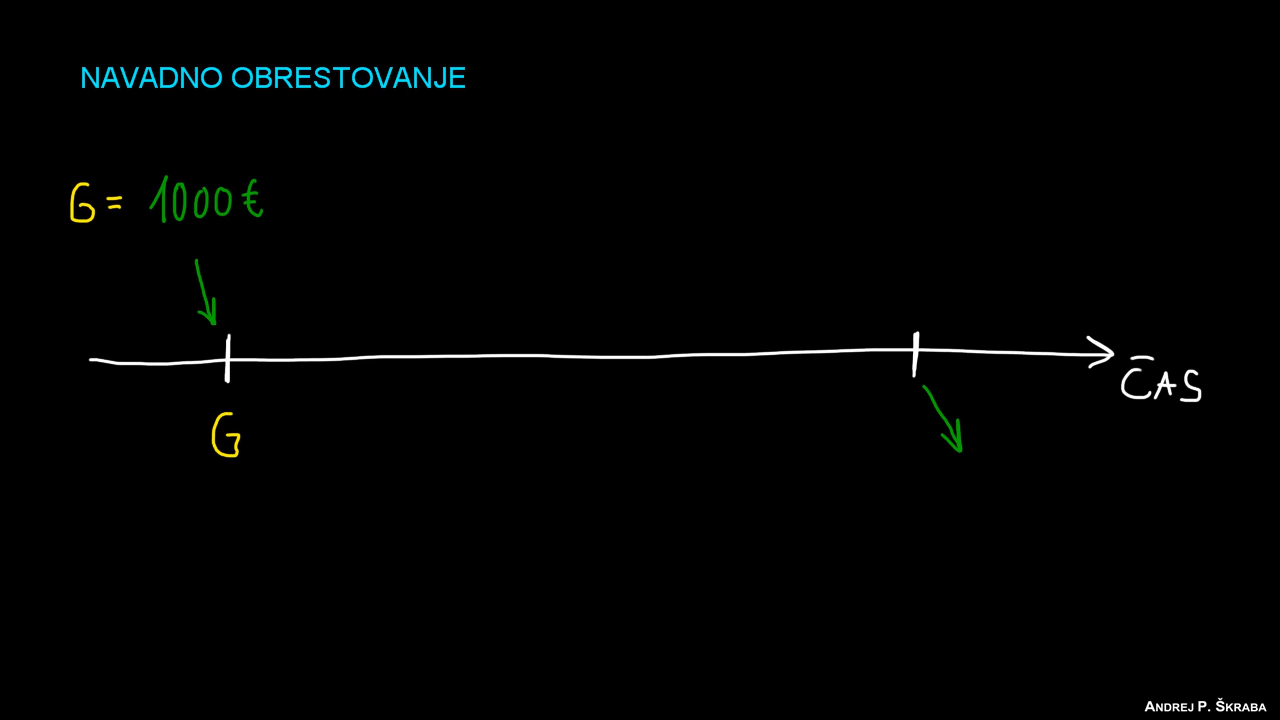 NAVADNO OBRESTOVANJE
G = 1000 €
G
ČAS
ANDREJ P. ŠKRABA